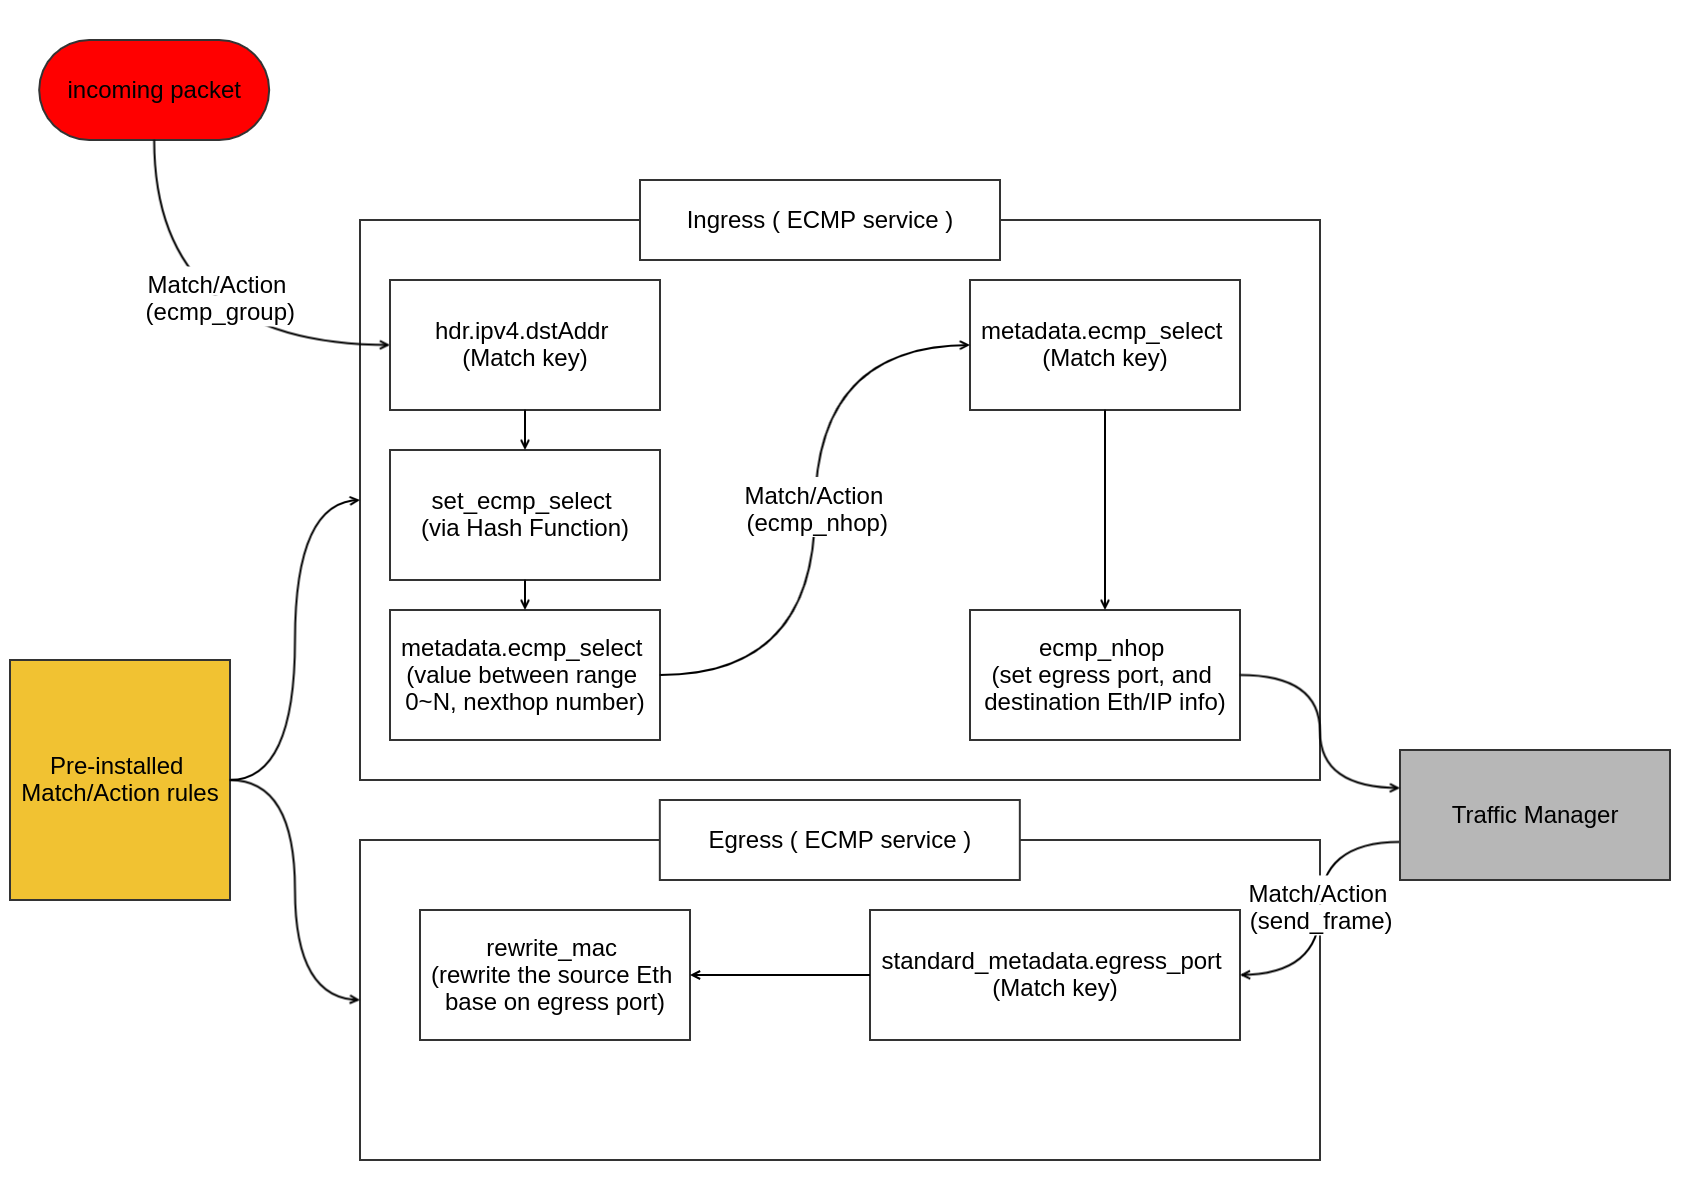 incoming packet
Match/Action
(ecmp_group)
Ingress ( ECMP service )
hdr.ipv4.dstAddr
(Match key)
set_ecmp_select
(via Hash Function)
metadata.ecmp_select
(value between range
0~N, nexthop number)
Match/Action
(ecmp_nhop)
metadata.ecmp_select
(Match key)
ecmp_nhop
(set egress port, and
destination Eth/IP info)
Pre-installed
Match/Action rules
Traffic Manager
Egress ( ECMP service )
Match/Action
(send_frame)
standard_metadata.egress_port
(Match key)
rewrite_mac
(rewrite the source Eth
base on egress port)